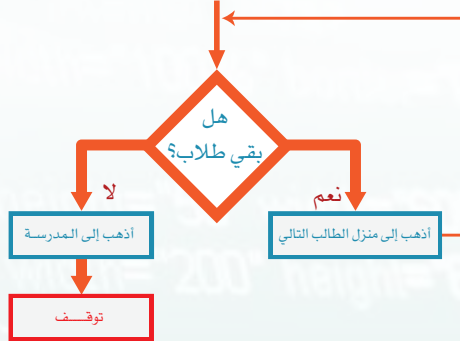 هل
بقي طلاب؟
نعم
لا
أذهب إلى منزل الطالب التالي
أذهب إلى المدرسة
توقف